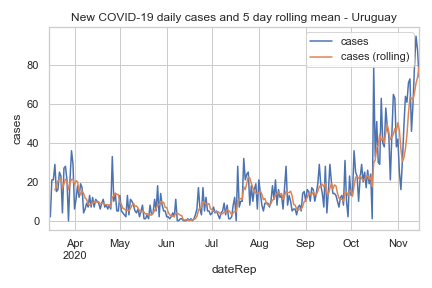 New COVID-19 daily cases and 5 day rolling mean - Uruguay
cases
cases (rolling)
80
60
40
20
0
cases
Apr May Jun Jul Aug Sep Oct Nov
2020
dateRep